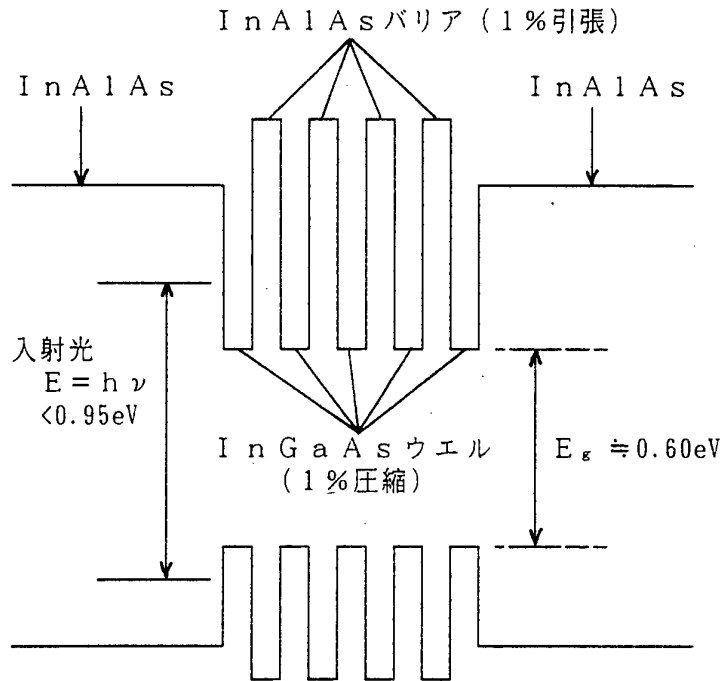 InAlAsバリア(1%引張)
InAlAs
InAlAs
入射光
E=hν
<0.95eV
InGaAsウエル
(1%圧縮)
Eg≒0.60eV